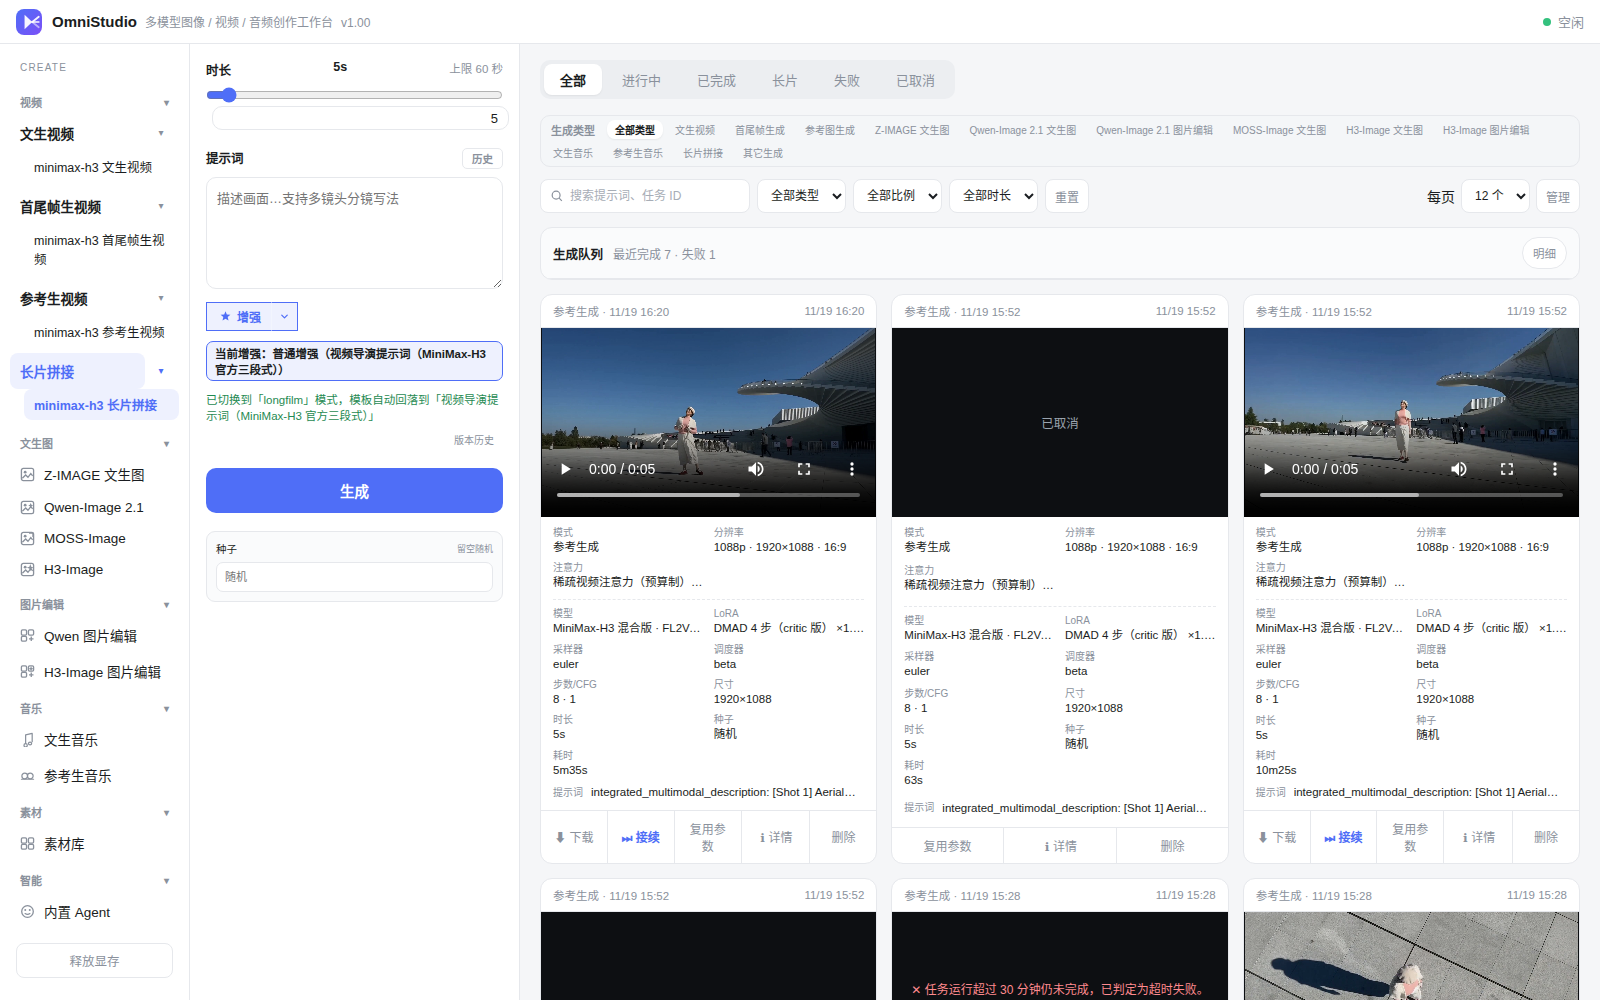 OmniStudio 多模型图像 / 视频 / 音频创作工作台 v1.00
空闲
CREATE
视频
文生视频
minimax-h3 文生视频
首尾帧生视频
minimax-h3 首尾帧生视
频
参考生视频
minimax-h3 参考生视频
长片拼接
minimax-h3 长片拼接
文生图
Z-IMAGE 文生图
Qwen-Image 2.1
MOSS-Image
H3-Image
图片编辑
Qwen 图片编辑
H3-Image 图片编辑
音乐
文生音乐
参考生音乐
素材
素材库
智能
内置 Agent
释放显存
时长 5s 上限 60 秒
5
提示词 历史
描述画面…支持多镜头分镜写法
增强
当前增强：普通增强（视频导演提示词（MiniMax-H3
官方三段式））
已切换到「longfilm」模式，模板自动回落到「视频导演提
示词（MiniMax-H3 官方三段式）」
版本历史
生成
种子 留空随机
随机
全部 进行中 已完成 长片 失败 已取消
生成类型 全部类型 文生视频 首尾帧生成 参考图生成 Z-IMAGE 文生图 Qwen-Image 2.1 文生图 Qwen-Image 2.1 图片编辑 MOSS-Image 文生图 H3-Image 文生图 H3-Image 图片编辑
文生音乐 参考生音乐 长片拼接 其它生成
搜索提示词、任务 ID 全部类型 全部比例 全部时长 重置 每页 12 个 管理
生成队列 最近完成 7 · 失败 1 明细
参考生成 · 11/19 16:20 11/19 16:20
0:00 / 0:05
模式 分辨率
参考生成 1088p · 1920×1088 · 16:9
注意力
稀疏视频注意力（预算制）…
模型 LoRA
MiniMax-H3 混合版 · FL2V… DMAD 4 步（critic 版） ×1.…
采样器 调度器
euler beta
步数/CFG 尺寸
8 · 1 1920×1088
时长 种子
5s 随机
耗时
5m35s
提示词 integrated_multimodal_description: [Shot 1] Aerial…
下载 接续 复用参
数 详情 删除
参考生成 · 11/19 15:52 11/19 15:52
已取消
模式 分辨率
参考生成 1088p · 1920×1088 · 16:9
注意力
稀疏视频注意力（预算制）…
模型 LoRA
MiniMax-H3 混合版 · FL2V… DMAD 4 步（critic 版） ×1.…
采样器 调度器
euler beta
步数/CFG 尺寸
8 · 1 1920×1088
时长 种子
5s 随机
耗时
63s
提示词 integrated_multimodal_description: [Shot 1] Aerial…
复用参数 详情 删除
参考生成 · 11/19 15:52 11/19 15:52
0:00 / 0:05
模式 分辨率
参考生成 1088p · 1920×1088 · 16:9
注意力
稀疏视频注意力（预算制）…
模型 LoRA
MiniMax-H3 混合版 · FL2V… DMAD 4 步（critic 版） ×1.…
采样器 调度器
euler beta
步数/CFG 尺寸
8 · 1 1920×1088
时长 种子
5s 随机
耗时
10m25s
提示词 integrated_multimodal_description: [Shot 1] Aerial…
下载 接续 复用参
数 详情 删除
参考生成 · 11/19 15:52 11/19 15:52
参考生成 · 11/19 15:28 11/19 15:28
✕ 任务运行超过 30 分钟仍未完成，已判定为超时失败。
参考生成 · 11/19 15:28 11/19 15:28